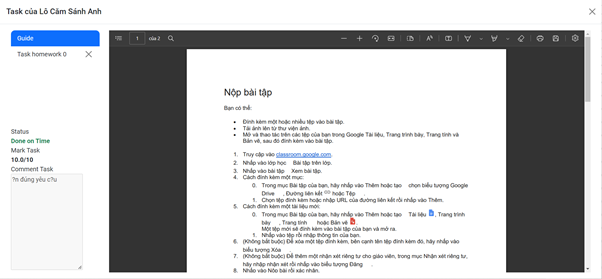 Task của Lô Căm Sánh Anh
Guide
Task homework 0
Status
Done on Time
Mark Task
10.0/10
Comment Task
?n đúng yêu c?u
1 của 2
Nộp bài tập
Bạn có thể:
• Đính kèm một hoặc nhiều tệp vào bài tập.
• Tải ảnh lên từ thư viện ảnh.
• Mở và thao tác trên các tệp của bạn trong Google Tài liệu, Trang trình bày, Trang tính và
Bản vẽ, sau đó đính kèm vào bài tập.
1. Truy cập vào classroom.google.com.
2. Nhấp vào lớp học Bài tập trên lớp.
3. Nhấp vào bài tập Xem bài tập.
4. Cách đính kèm một mục:
0. Trong mục Bài tập của bạn, hãy nhấp vào Thêm hoặc tạo chọn biểu tượng Google
Drive , Đường liên kết hoặc Tệp .
1. Chọn tệp đính kèm hoặc nhập URL của đường liên kết rồi nhấp vào Thêm.
5. Cách đính kèm một tài liệu mới:
0. Trong mục Bài tập của bạn, hãy nhấp vào Thêm hoặc tạo Tài liệu , Trang trình
bày , Trang tính hoặc Bản vẽ .
Một tệp mới sẽ đính kèm vào bài tập của bạn và mở ra.
1. Nhấp vào tệp rồi nhập thông tin của bạn.
6. (Không bắt buộc) Để xóa một tệp đính kèm, bên cạnh tên tệp đính kèm đó, hãy nhấp vào
biểu tượng Xóa .
7. (Không bắt buộc) Để thêm một nhận xét riêng tư cho giáo viên, trong mục Nhận xét riêng tư,
hãy nhập nhận xét rồi nhấp vào biểu tượng Đăng .
8. Nhấp vào Nộp bài rồi xác nhận.